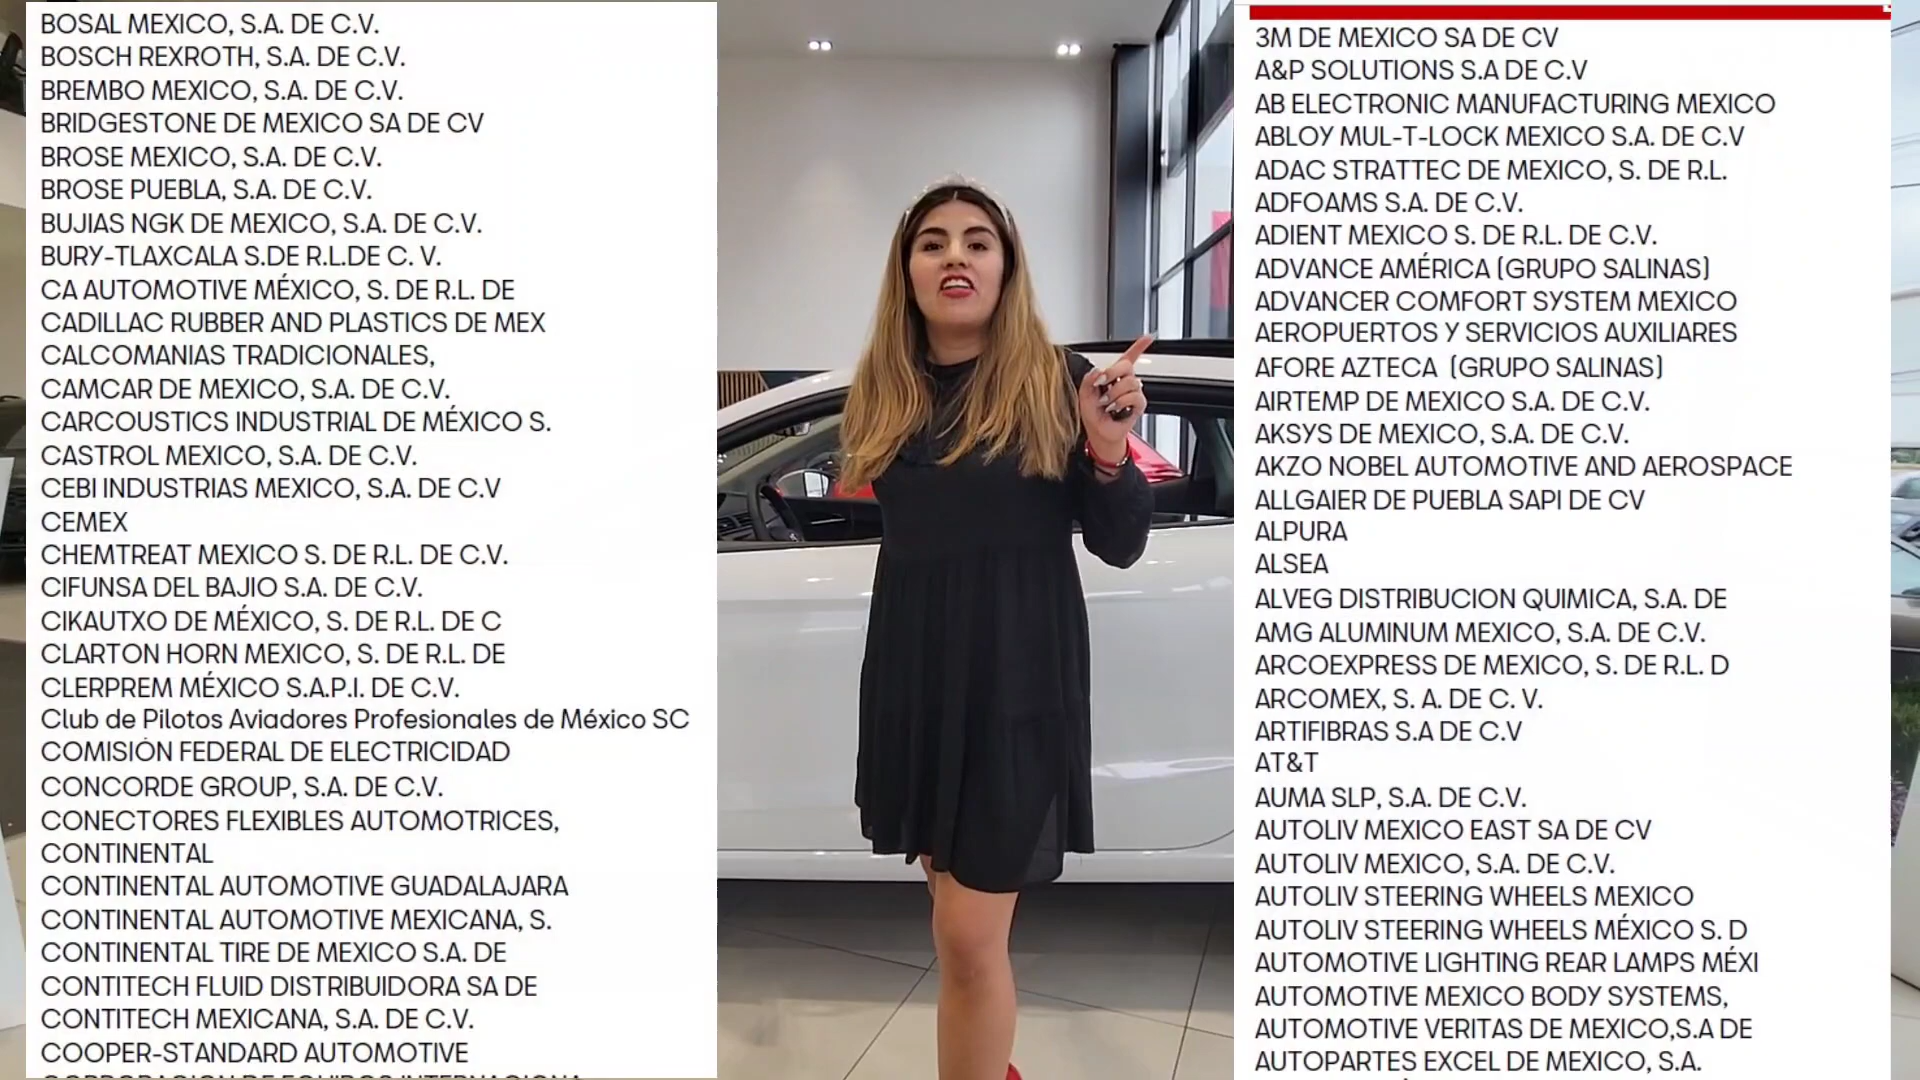 BOSAL MEXICO, S.A. DE C.V.
BOSCH REXROTH, S.A. DE C.V.
BREMBO MEXICO, S.A. DE C.V.
BRIDGESTONE DE MEXICO SA DE CV
BROSE MEXICO, S.A. DE C.V.
BROSE PUEBLA, S.A. DE C.V.
BUJIAS NGK DE MEXICO, S.A. DE C.V.
BURY-TLAXCALA S.DE R.L.DE C. V.
CA AUTOMOTIVE MÉXICO, S. DE R.L. DE
CADILLAC RUBBER AND PLASTICS DE MEX
CALCOMANIAS TRADICIONALES,
CAMCAR DE MEXICO, S.A. DE C.V.
CARCOUSTICS INDUSTRIAL DE MÉXICO S.
CASTROL MEXICO, S.A. DE C.V.
CEBI INDUSTRIAS MEXICO, S.A. DE C.V
CEMEX
CHEMTREAT MEXICO S. DE R.L. DE C.V.
CIFUNSA DEL BAJIO S.A. DE C.V.
CIKAUTXO DE MÉXICO, S. DE R.L. DE C
CLARTON HORN MEXICO, S. DE R.L. DE
CLERPREM MÉXICO S.A.P.I. DE C.V.
Club de Pilotos Aviadores Profesionales de México SC
COMISIÓN FEDERAL DE ELECTRICIDAD
CONCORDE GROUP, S.A. DE C.V.
CONECTORES FLEXIBLES AUTOMOTRICES,
CONTINENTAL
CONTINENTAL AUTOMOTIVE GUADALAJARA
CONTINENTAL AUTOMOTIVE MEXICANA, S.
CONTINENTAL TIRE DE MEXICO S.A. DE
CONTITECH FLUID DISTRIBUIDORA SA DE
CONTITECH MEXICANA, S.A. DE C.V.
COOPER-STANDARD AUTOMOTIVE
3M DE MEXICO SA DE CV
A&P SOLUTIONS S.A DE C.V
AB ELECTRONIC MANUFACTURING MEXICO
ABLOY MUL-T-LOCK MEXICO S.A. DE C.V
ADAC STRATTEC DE MEXICO, S. DE R.L.
ADFOAMS S.A. DE C.V.
ADIENT MEXICO S. DE R.L. DE C.V.
ADVANCE AMÉRICA (GRUPO SALINAS)
ADVANCER COMFORT SYSTEM MEXICO
AEROPUERTOS Y SERVICIOS AUXILIARES
AFORE AZTECA (GRUPO SALINAS)
AIRTEMP DE MEXICO S.A. DE C.V.
AKSYS DE MEXICO, S.A. DE C.V.
AKZO NOBEL AUTOMOTIVE AND AEROSPACE
ALLGAIER DE PUEBLA SAPI DE CV
ALPURA
ALSEA
ALVEG DISTRIBUCION QUIMICA, S.A. DE
AMG ALUMINUM MEXICO, S.A. DE C.V.
ARCOEXPRESS DE MEXICO, S. DE R.L. D
ARCOMEX, S. A. DE C. V.
ARTIFIBRAS S.A DE C.V
AT&T
AUMA SLP, S.A. DE C.V.
AUTOLIV MEXICO EAST SA DE CV
AUTOLIV MEXICO, S.A. DE C.V.
AUTOLIV STEERING WHEELS MEXICO
AUTOLIV STEERING WHEELS MÉXICO S. D
AUTOMOTIVE LIGHTING REAR LAMPS MÉXI
AUTOMOTIVE MEXICO BODY SYSTEMS,
AUTOMOTIVE VERITAS DE MEXICO,S.A DE
AUTOPARTES EXCEL DE MEXICO, S.A.